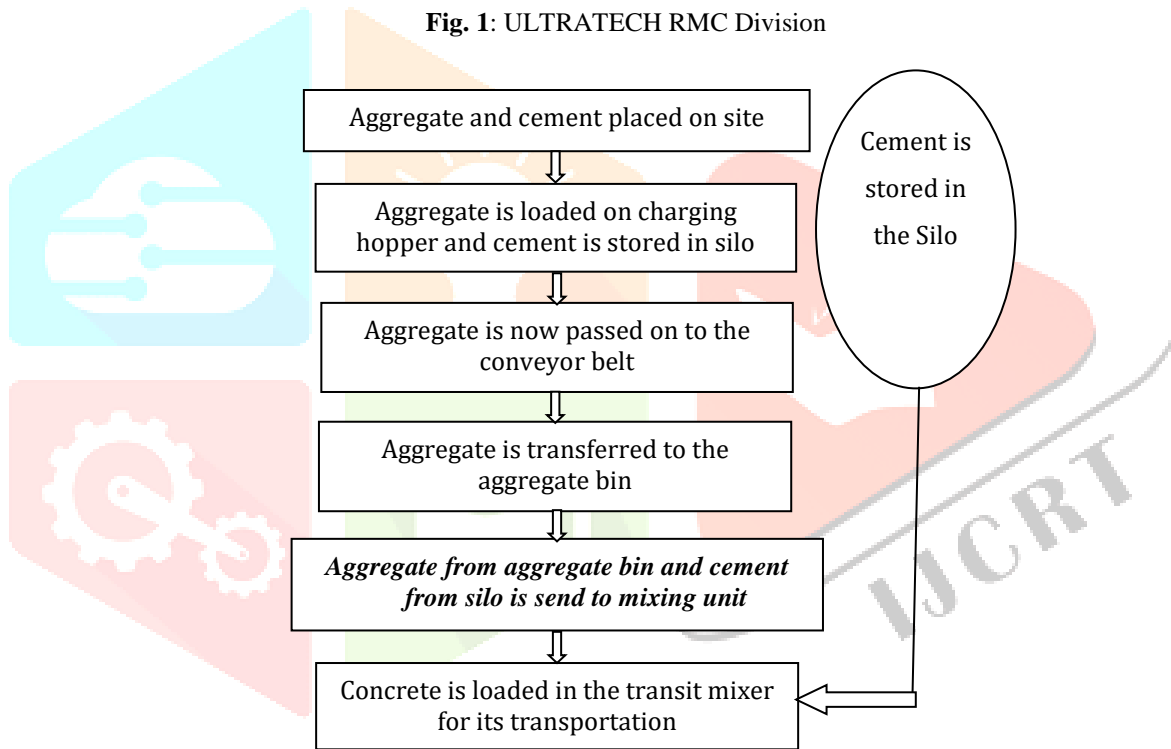 Fig. 1: ULTRATECH RMC Division
Aggregate and cement placed on site
Cement is
stored in
the Silo
Aggregate is loaded on charging
hopper and cement is stored in silo
Aggregate is now passed on to the
conveyor belt
Aggregate is transferred to the
aggregate bin
Aggregate from aggregate bin and cement
from silo is send to mixing unit
Concrete is loaded in the transit mixer
for its transportation
IJCRT